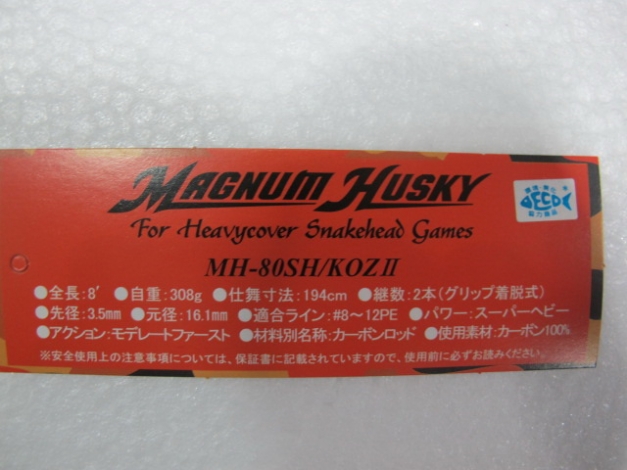 MAGNUM HUSKY
For Heavycover Snakehead Games
MH-80SH/KOZⅡ
●全長:8′ ●自重:308g ●仕舞寸法:194cm ●継数:2本(グリップ着脱式)
●先径:3.5mm ●元径:16.1mm ●適合ライン:#8〜12PE ●パワー:スーパーヘビー
●アクション:モデレートファースト ●材料別名称:カーボンロッド ●使用素材:カーボン100%
※安全使用上の注意事項については、保証書に記載されていますので、使用前に必ずお読みください。
ECO